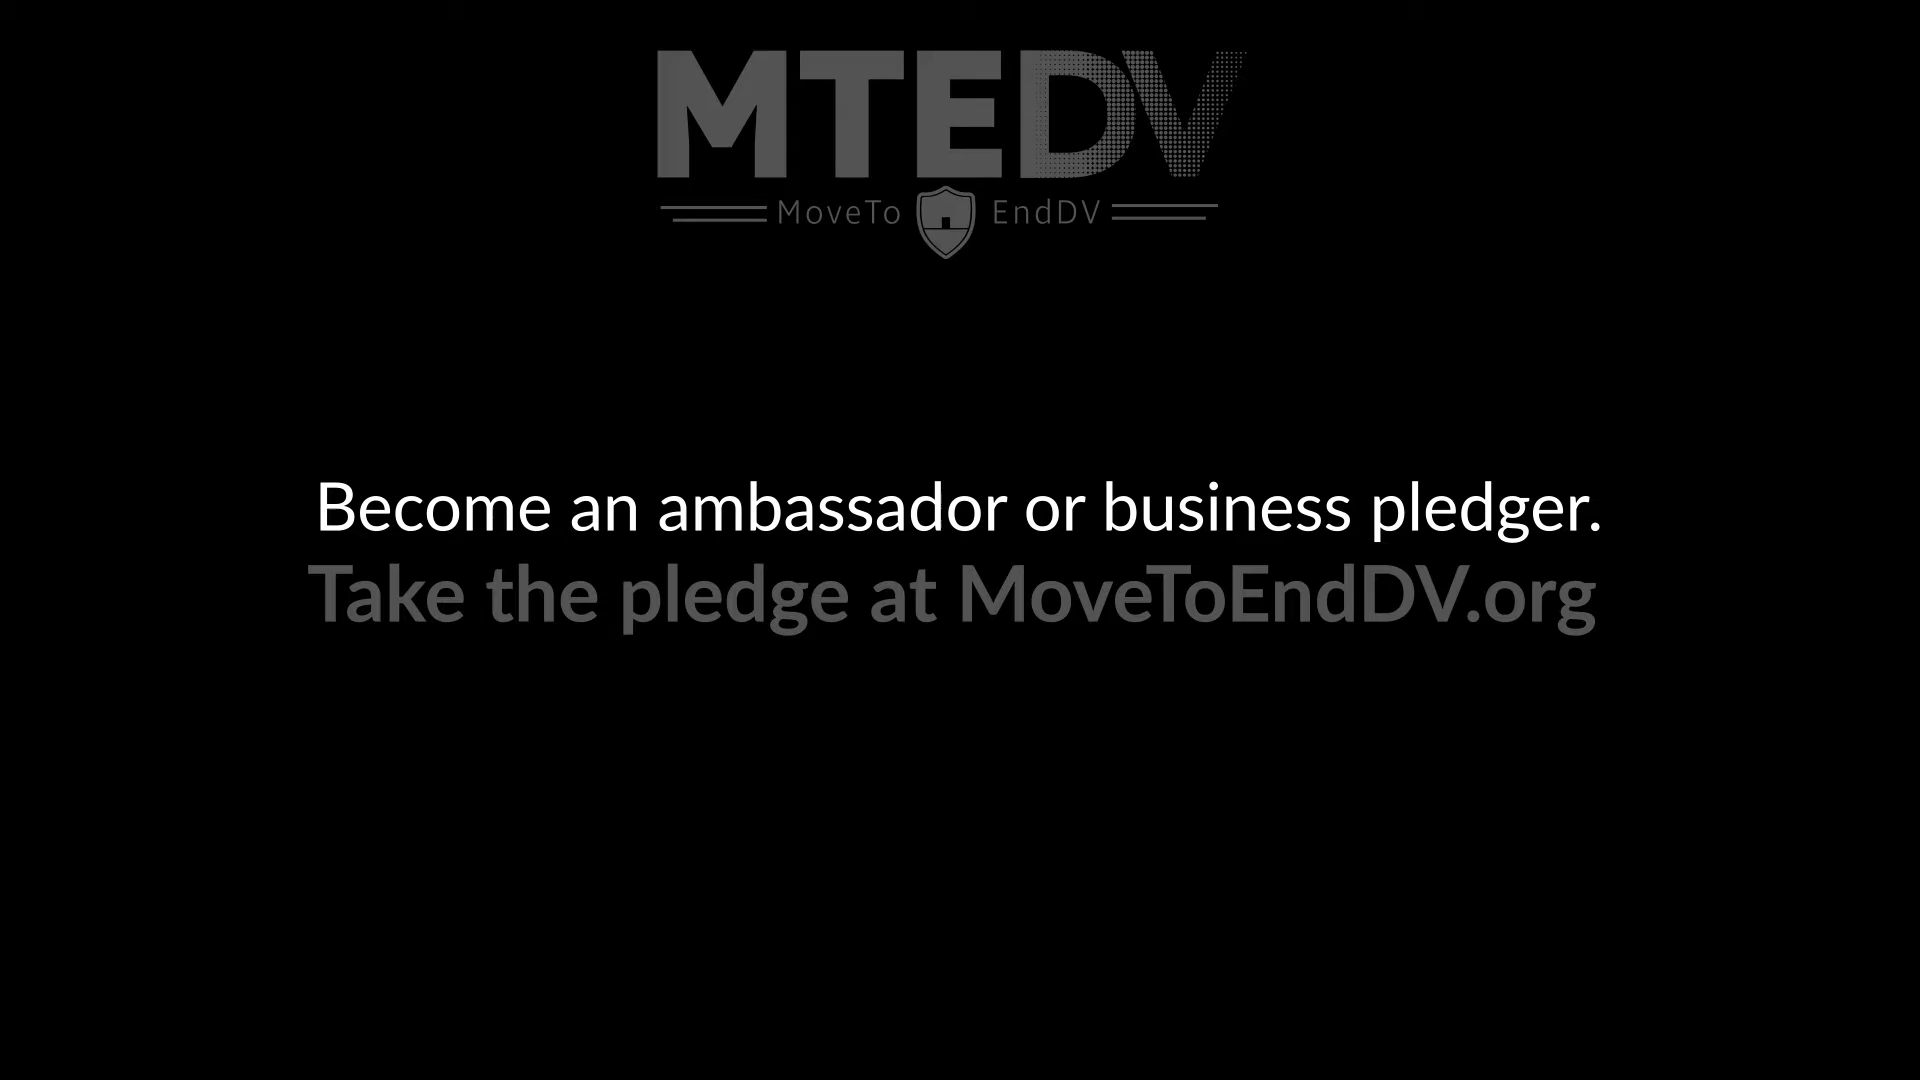 MTEDV
MoveTo EndDV
Become an ambassador or business pledger.
Take the pledge at MoveToEndDV.org